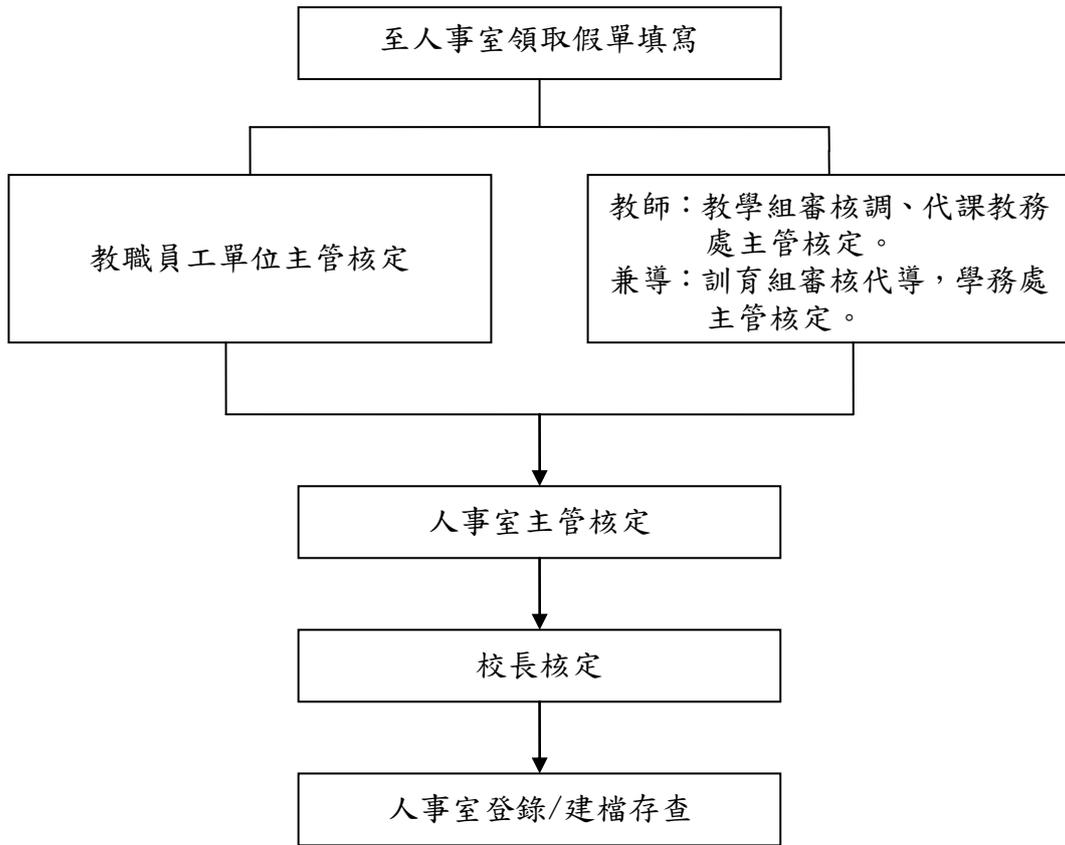 至人事室領取假單填寫
教職員工單位主管核定
教師：教學組審核調、代課教務
處主管核定。
兼導：訓育組審核代導，學務處
主管核定。
人事室主管核定
校長核定
人事室登錄/建檔存查